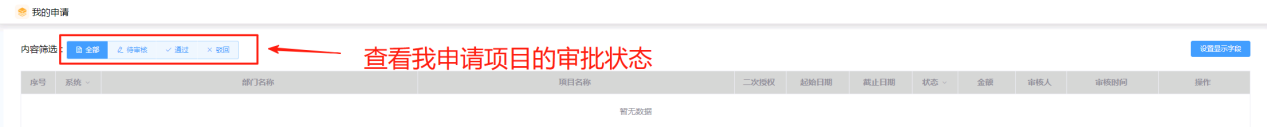 我的申请
内容筛选： 全部 待审核 通过 驳回 查看我申请项目的审批状态 设置显示字段
序号 系统 部门名称 项目名称 二次授权 起始日期 截止日期 状态 金额 审核人 审核时间 操作
暂无数据